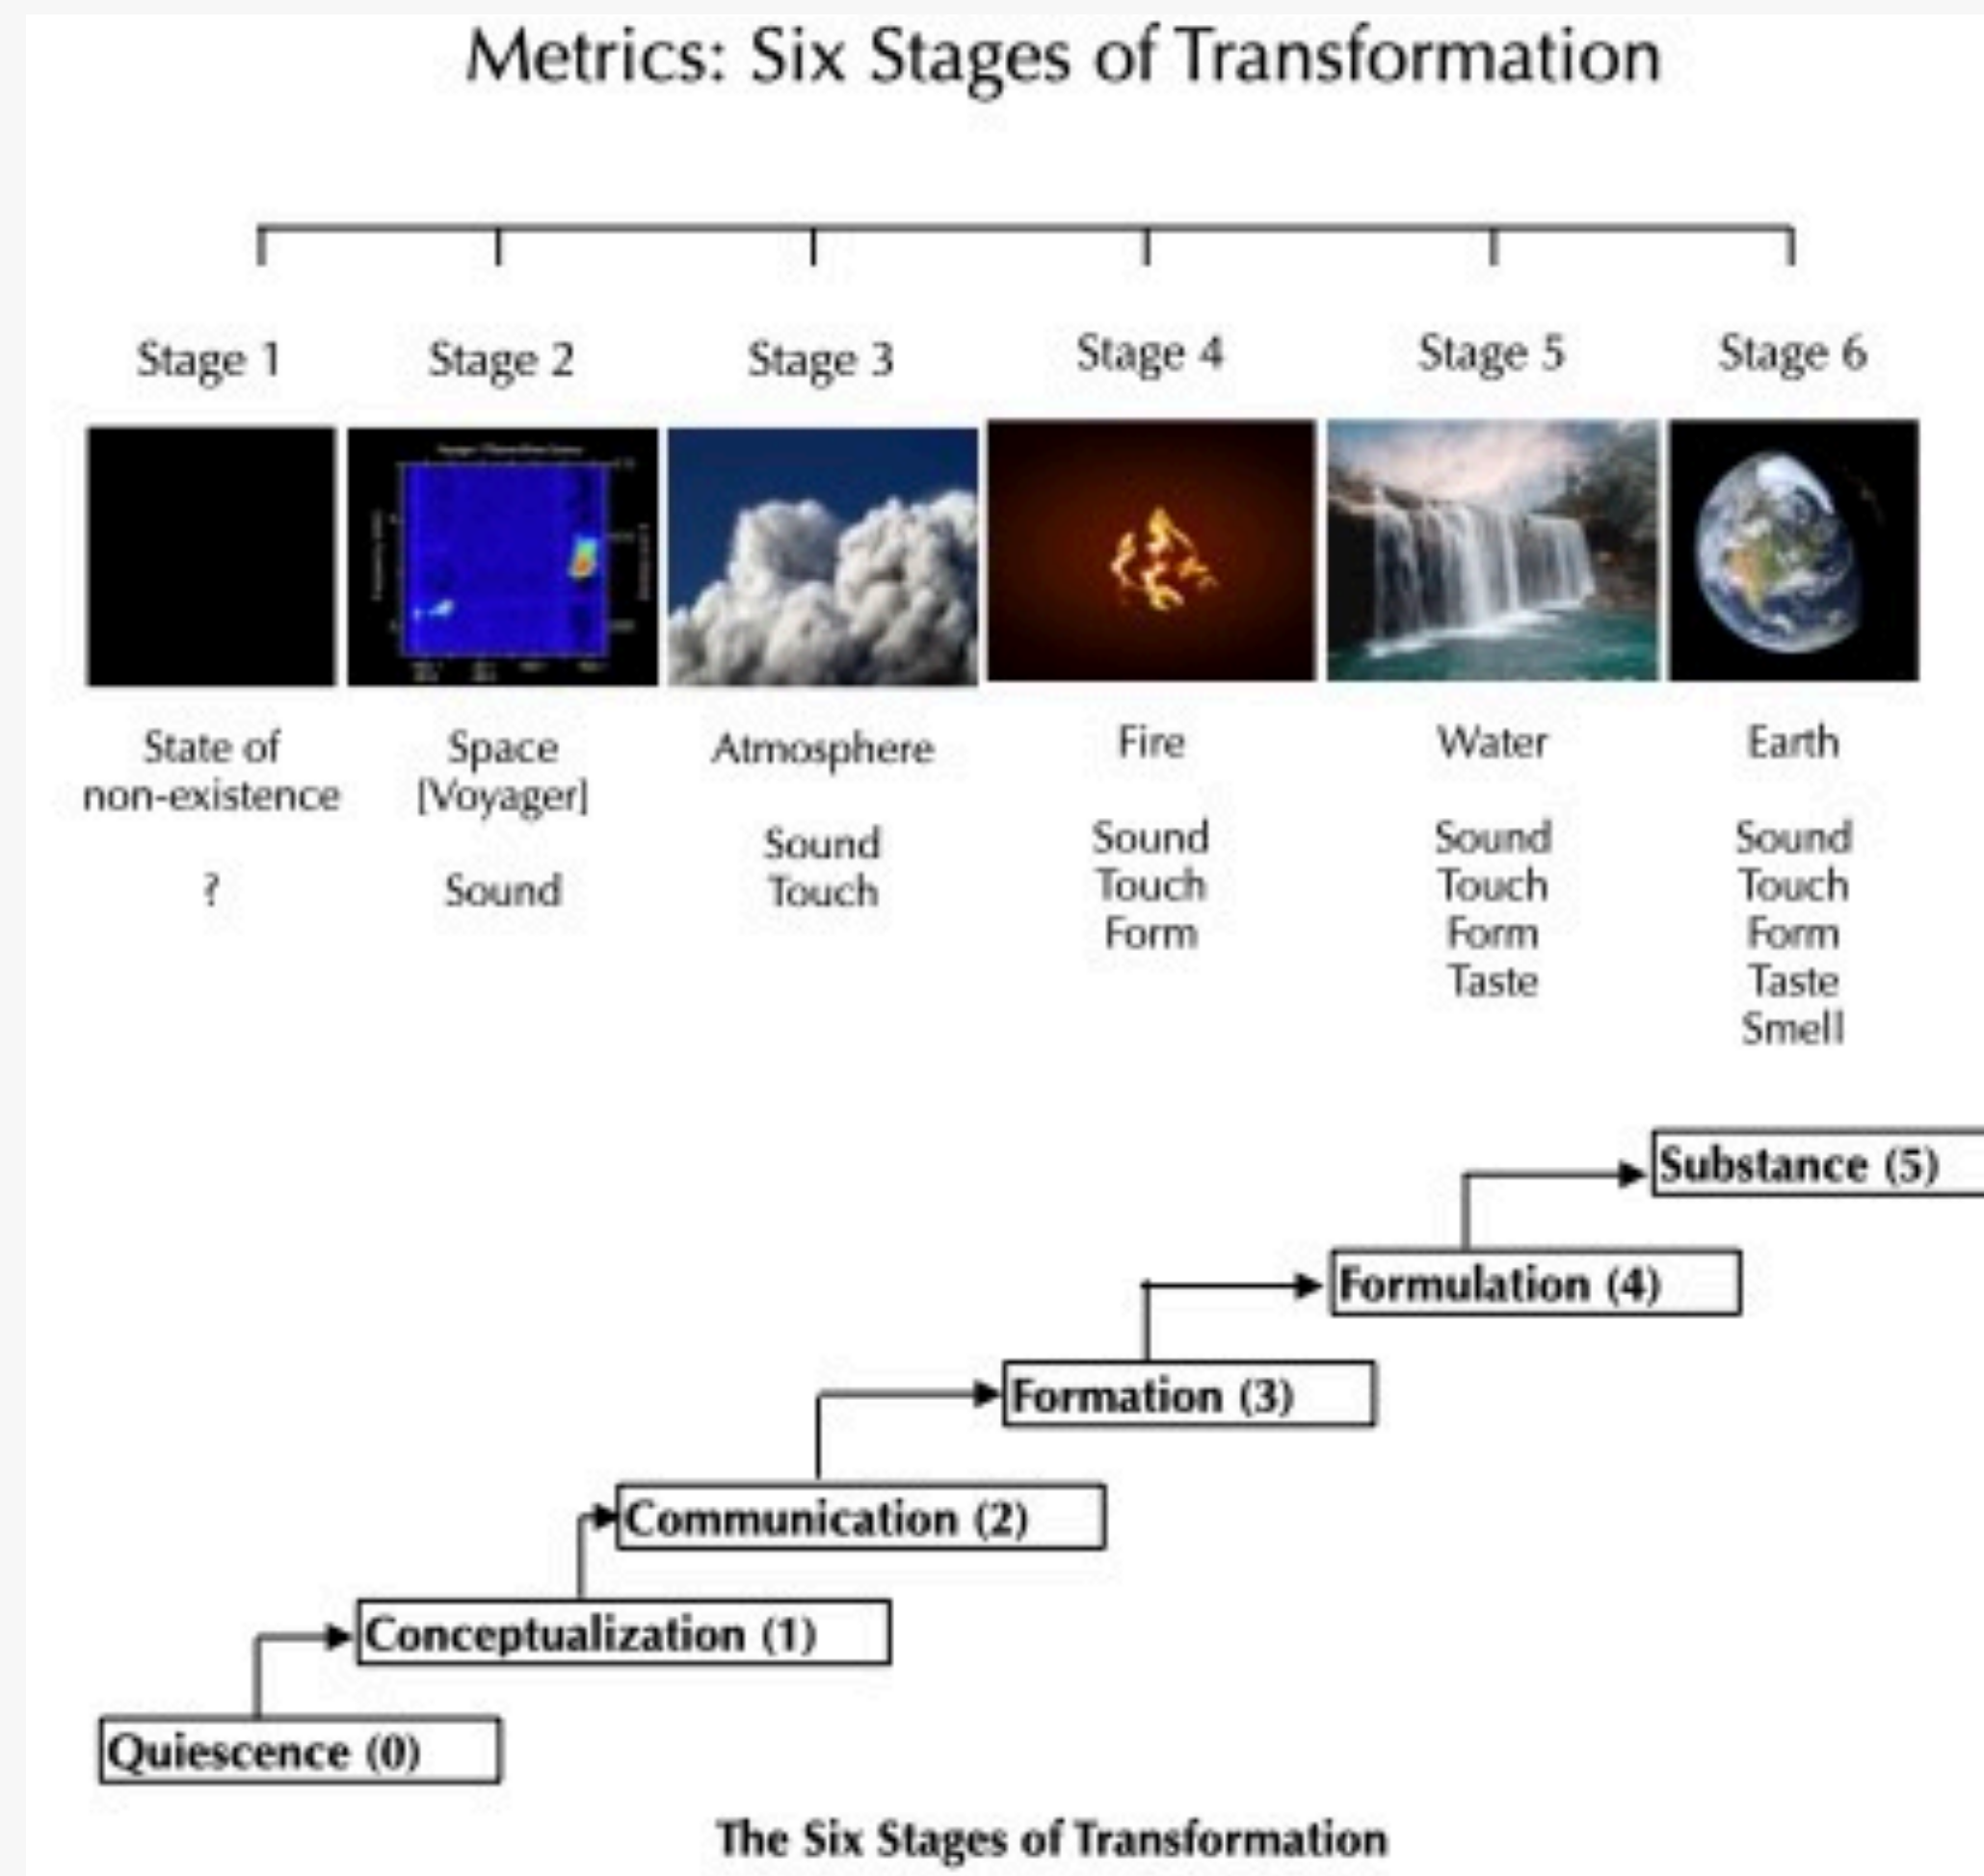 Metrics: Six Stages of Transformation
Stage 1
Stage 2
Stage 3
Stage 4
Stage 5
Stage 6
State of
non-existence
?
Space
[Voyager]
Sound
Atmosphere
Sound
Touch
Fire
Sound
Touch
Form
Water
Sound
Touch
Form
Taste
Earth
Sound
Touch
Form
Taste
Smell
Substance (5)
Formulation (4)
Formation (3)
Communication (2)
Conceptualization (1)
Quiescence (0)
The Six Stages of Transformation